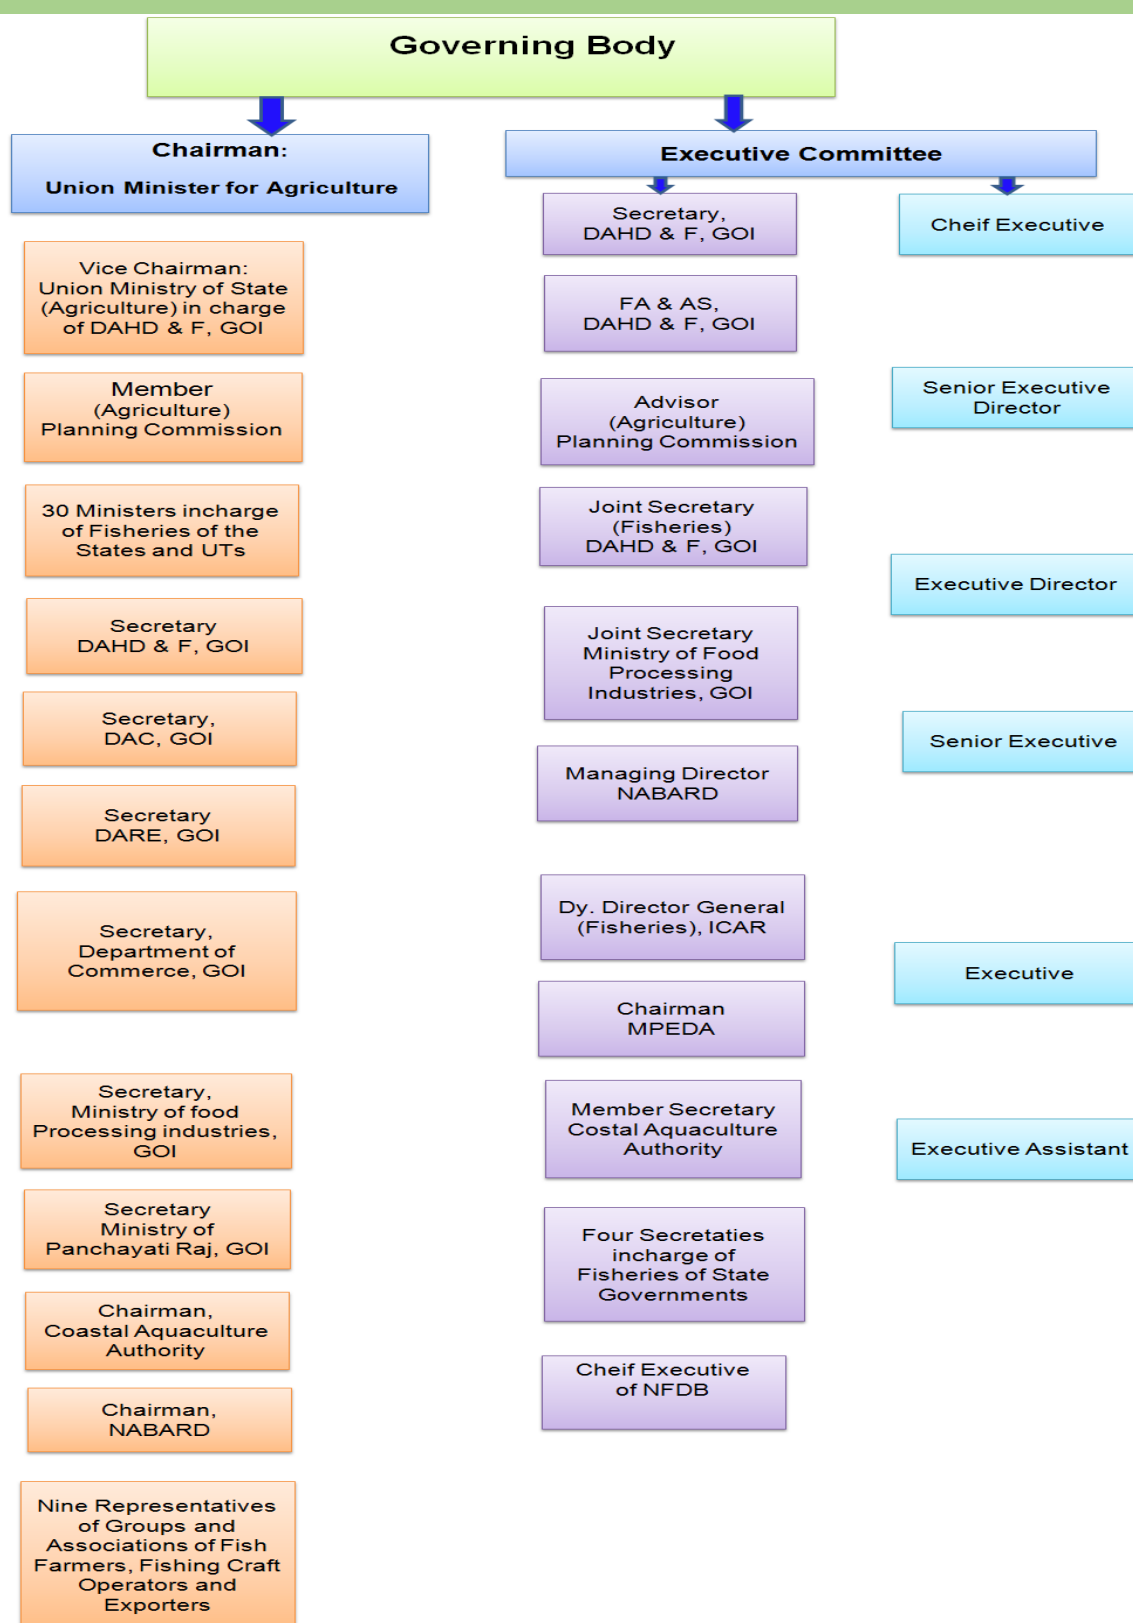 Governing Body
Chairman:
Union Minister for Agriculture
Vice Chairman:
Union Ministry of State
(Agriculture) in charge
of DAHD & F, GOI
Member
(Agriculture)
Planning Commission
30 Ministers incharge
of Fisheries of the
States and UTs
Secretary
DAHD & F, GOI
Secretary,
DAC, GOI
Secretary
DARE, GOI
Secretary,
Department of
Commerce, GOI
Secretary,
Ministry of food
Processing industries,
GOI
Secretary
Ministry of
Panchayati Raj, GOI
Chairman,
Coastal Aquaculture
Authority
Chairman,
NABARD
Nine Representatives
of Groups and
Associations of Fish
Farmers, Fishing Craft
Operators and
Exporters
Executive Committee
Secretary,
DAHD & F, GOI
FA & AS,
DAHD & F, GOI
Advisor
(Agriculture)
Planning Commission
Joint Secretary
(Fisheries)
DAHD & F, GOI
Joint Secretary
Ministry of Food
Processing
Industries, GOI
Managing Director
NABARD
Dy. Director General
(Fisheries), ICAR
Chairman
MPEDA
Member Secretary
Costal Aquaculture
Authority
Four Secretaties
incharge of
Fisheries of State
Governments
Cheif Executive
of NFDB
Cheif Executive
Senior Executive
Director
Executive Director
Senior Executive
Executive
Executive Assistant